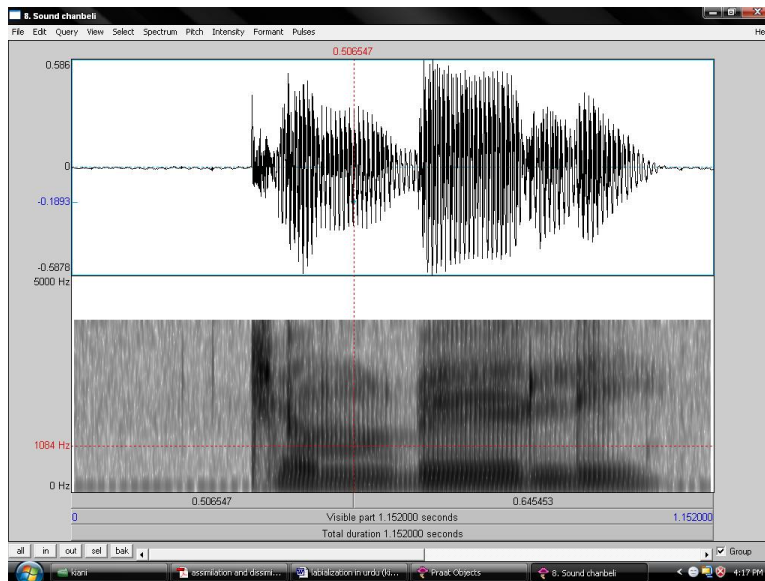 8. Sound chanbeli
File Edit Query View Select Spectrum Pitch Intensity Formant Pulses He
0.506547
0.586
0
-0.1893
-0.5878
5000 Hz
1084 Hz
0 Hz
0.506547 0.645453
0 Visible part 1.152000 seconds 1.152000
Total duration 1.152000 seconds
all in out sel bak Group
kiani assimilation and dissimi... labialization in urdu (ki... Praat Objects 8. Sound chanbeli 4:17 PM